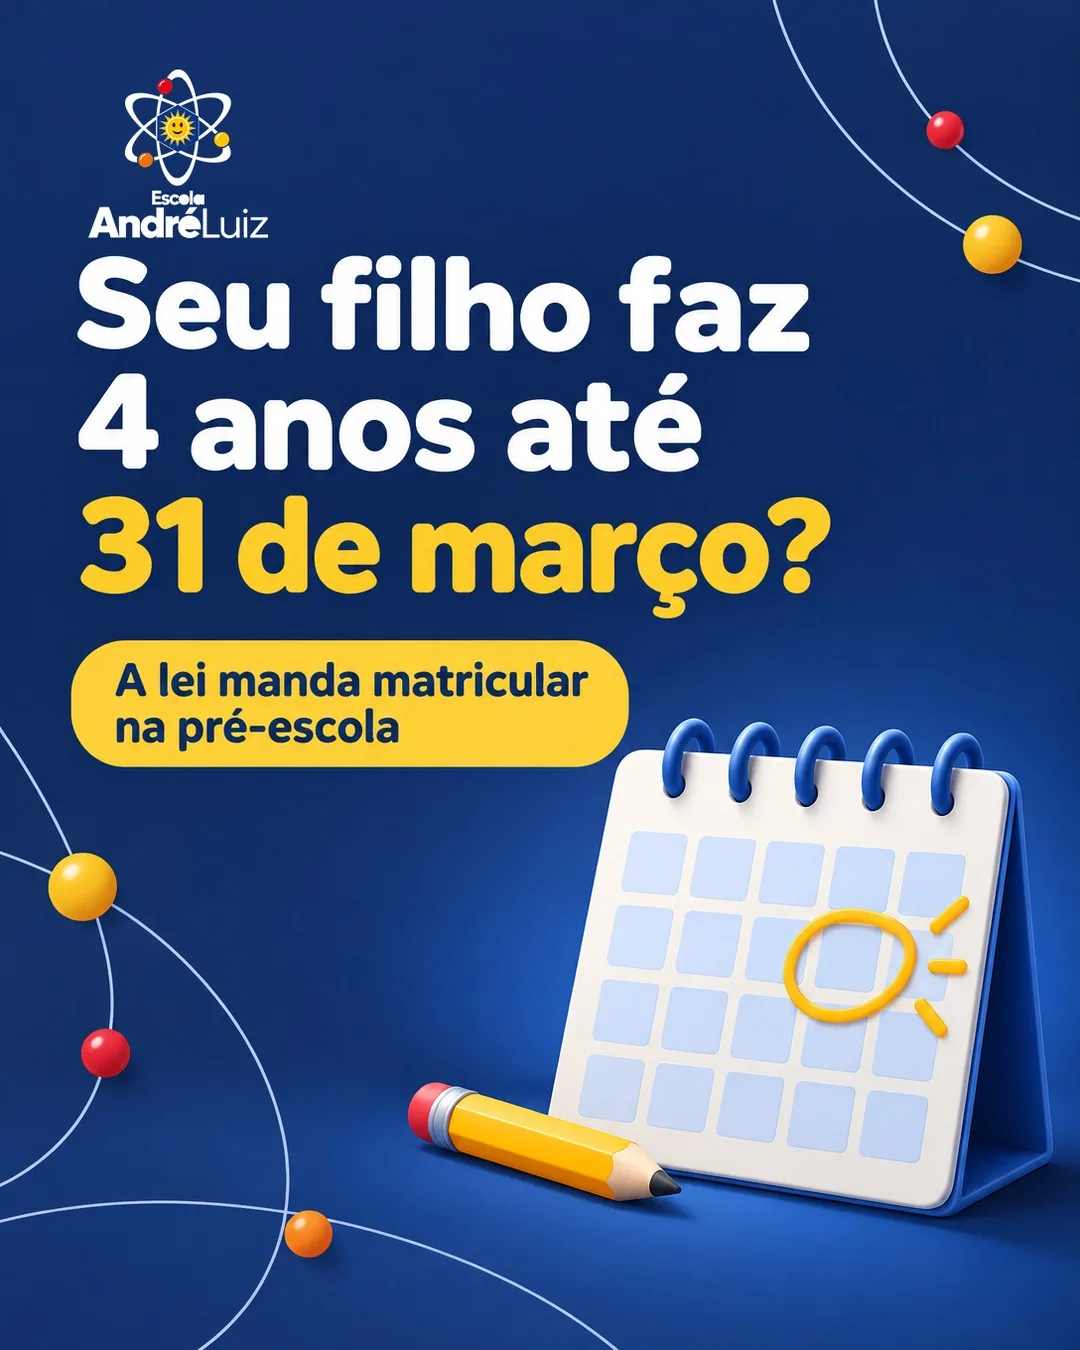 Escola
AndréLuiz
Seu filho faz
4 anos até
31 de março?
A lei manda matricular
na pré-escola